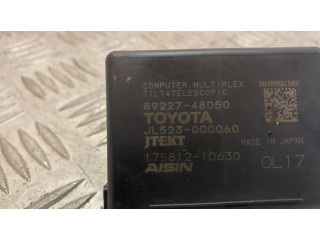 COMPUTER, MULTIPLEX
TILT&TELESCOPIC
89227-48050
TOYOTA
JL523-000060
JTEKT MADE IN JAPAN
175812-10630
AISIN 0L17